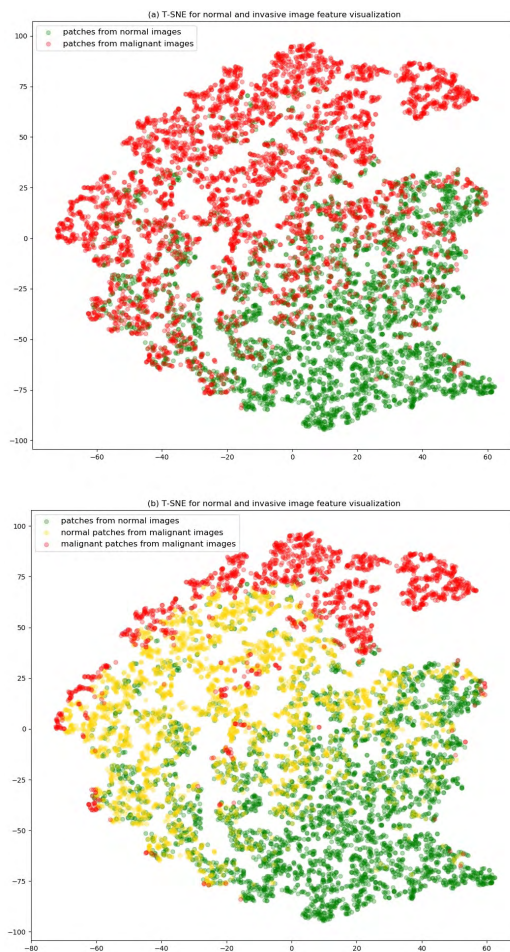 (a) T-SNE for normal and invasive image feature visualization
patches from normal images
patches from malignant images
100
75
50
25
0
−25
−50
−75
−100
−60 −40 −20 0 20 40 60
(b) T-SNE for normal and invasive image feature visualization
patches from normal images
normal patches from malignant images
malignant patches from malignant images
100
75
50
25
0
−25
−50
−75
−100
−80 −60 −40 −20 0 20 40 60